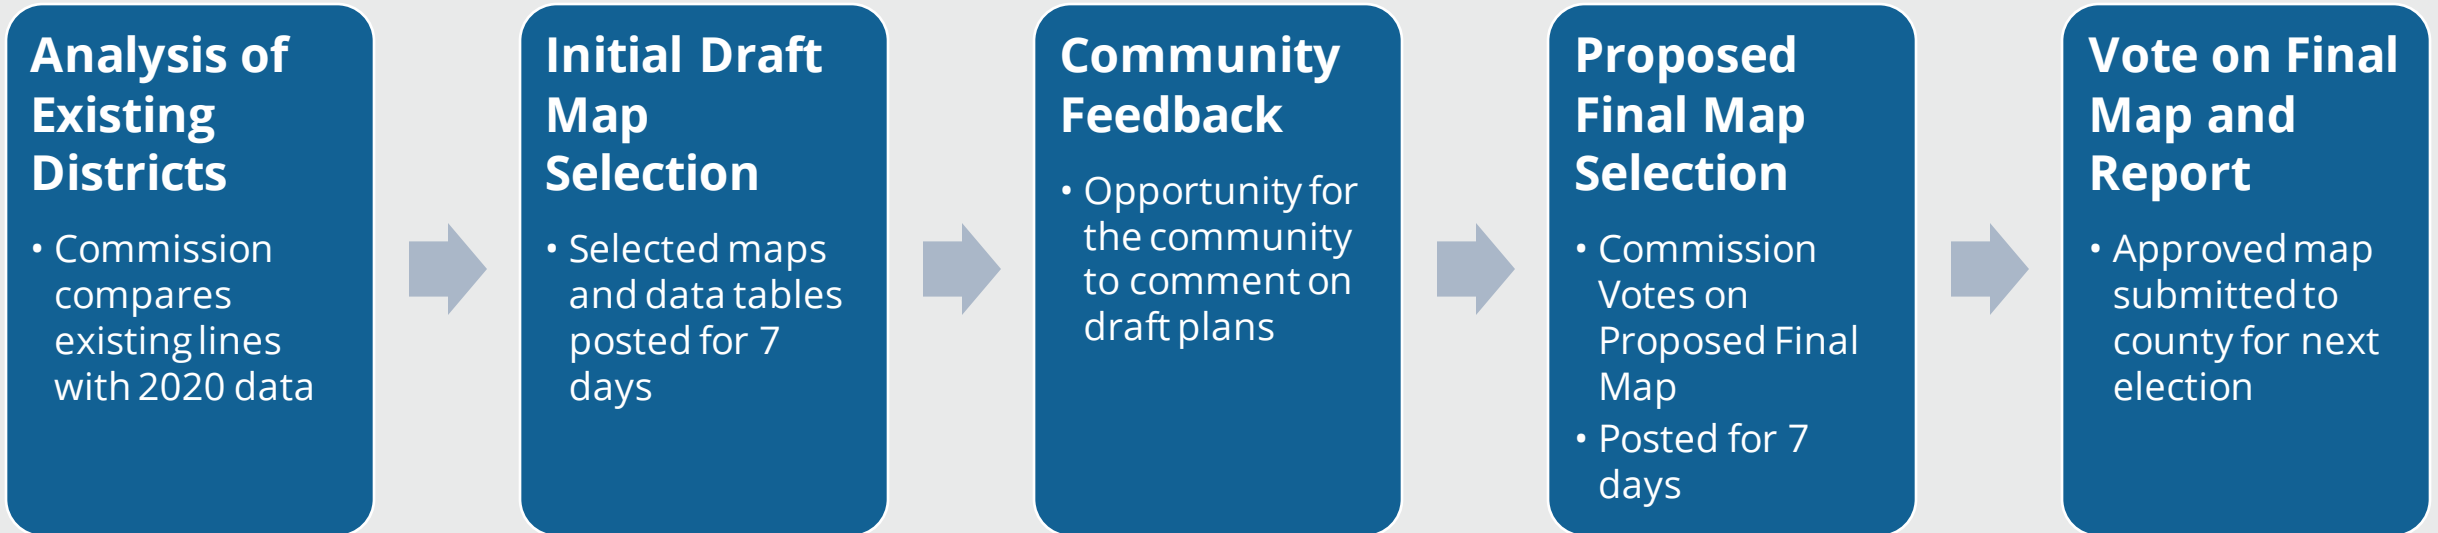 Analysis of
Existing
Districts
• Commission
compares
existing lines
with 2020 data
Initial Draft
Map
Selection
• Selected maps
and data tables
posted for 7
days
Community
Feedback
• Opportunity for
the community
to comment on
draft plans
Proposed
Final Map
Selection
• Commission
Votes on
Proposed Final
Map
• Posted for 7
days
Vote on Final
Map and
Report
• Approved map
submitted to
county for next
election